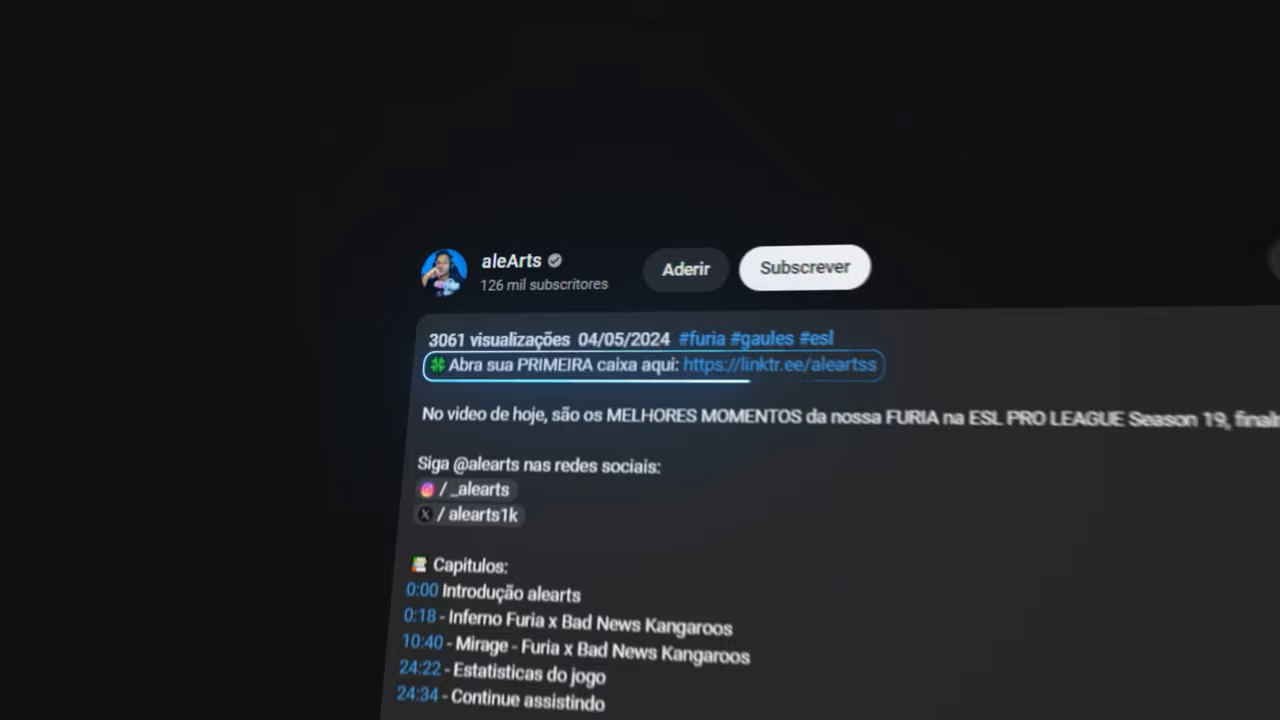 aleArts
126 mil subscritores
Aderir
Subscrever
3061 visualizações 04/05/2024 #furia #gaules #esl
Abra sua PRIMEIRA caixa aqui: https://linktr.ee/aleartss
No video de hoje, são os MELHORES MOMENTOS da nossa FURIA na ESL PRO LEAGUE Season 19,
Siga @alearts nas redes sociais:
/ _alearts
/ alearts1k
Capitulos:
0:00 Introdução alearts
0:18 - Inferno Furia x Bad News Kangaroos
10:40 - Mirage - Furia x Bad News Kangaroos
24:22 - Estatisticas do jogo
24:34 - Continue assistindo